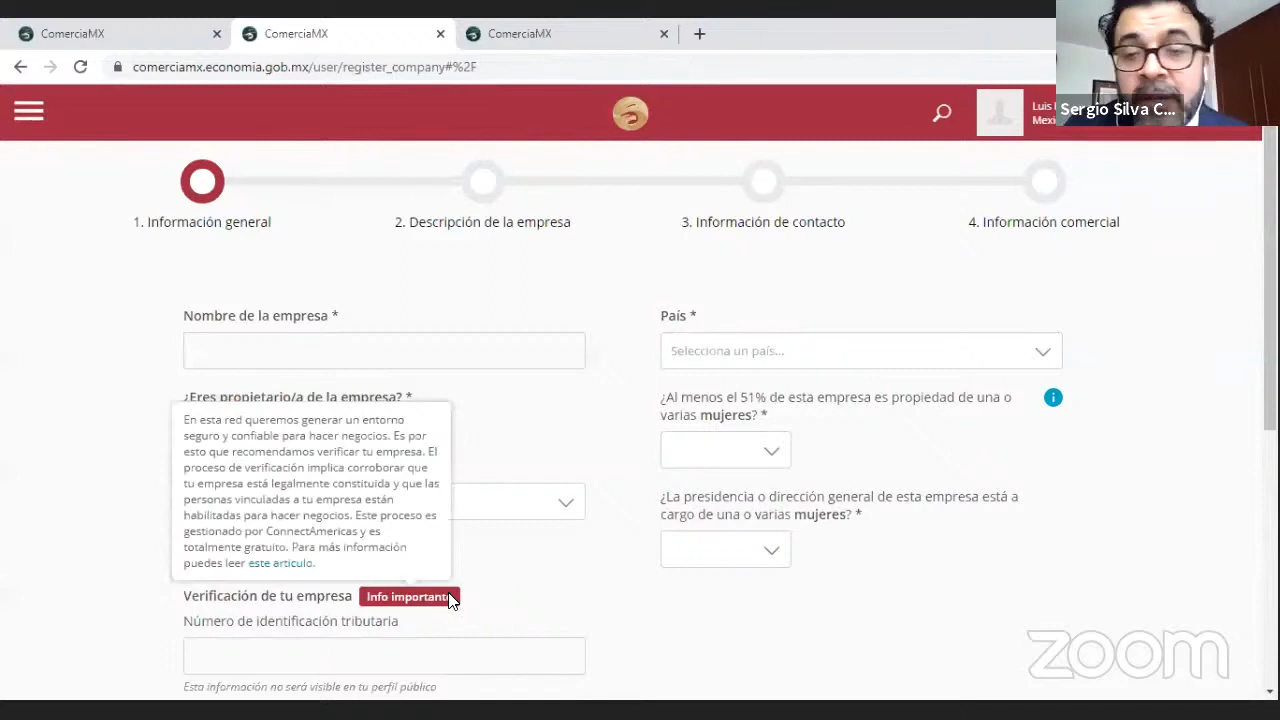 ComerciaMX
ComerciaMX
ComerciaMX
comerciamx.economia.gob.mx/user/register_company#%2F
Luis
Mexi
Sergio Silva C...
1. Información general
2. Descripción de la empresa
3. Información de contacto
4. Información comercial
Nombre de la empresa *
País *
Selecciona un país...
¿Eres propietario/a de la empresa? *
¿Al menos el 51% de esta empresa es propiedad de una o
varias mujeres? *
En esta red queremos generar un entorno
seguro y confiable para hacer negocios. Es por
esto que recomendamos verificar tu empresa. El
proceso de verificación implica corroborar que
tu empresa está legalmente constituida y que las
personas vinculadas a tu empresa están
habilitadas para hacer negocios. Este proceso es
gestionado por ConnectAmericas y es
totalmente gratuito. Para más información
puedes leer este articulo.
¿La presidencia o dirección general de esta empresa está a
cargo de una o varias mujeres? *
Verificación de tu empresa Info importante
Número de identificación tributaria
Esta información no será visible en tu perfil público
zoom